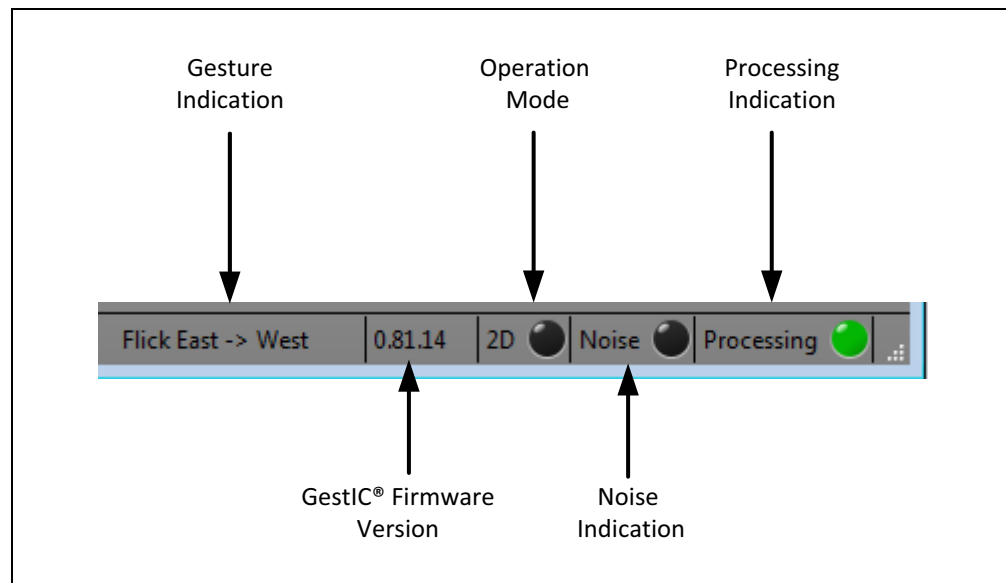 Gesture
Indication
Operation
Mode
Processing
Indication
Flick East -> West 0.81.14 2D Noise Processing
GestIC® Firmware
Version
Noise
Indication